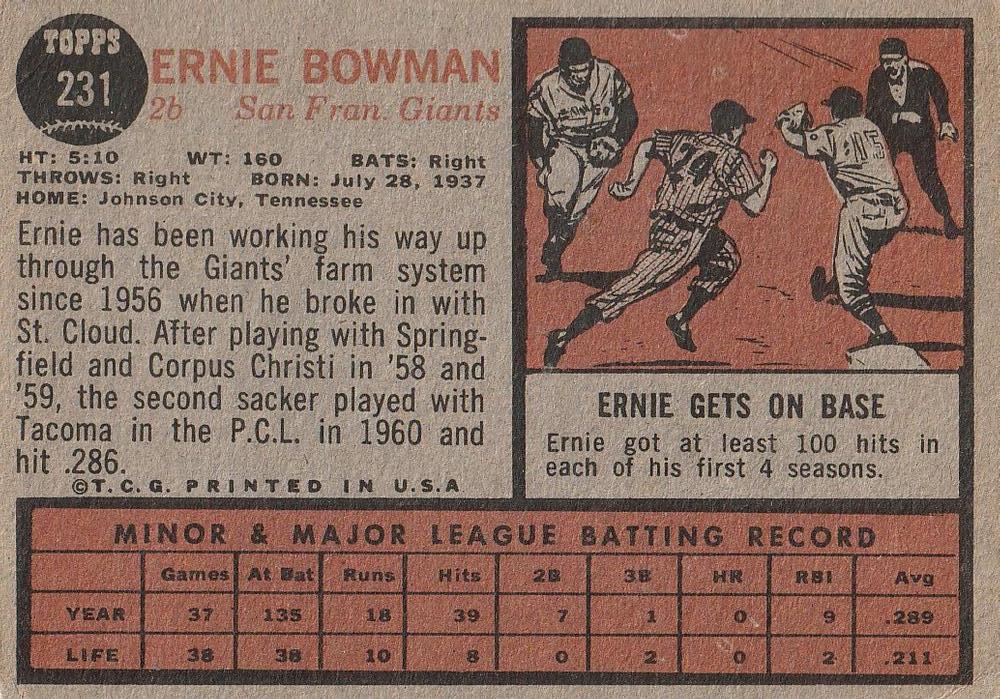 TOPPS
231
ERNIE BOWMAN
2b San Fran. Giants
HT: 5:10 WT: 160 BATS: Right
THROWS: Right BORN: July 28, 1937
HOME: Johnson City, Tennessee
Ernie has been working his way up
through the Giants' farm system
since 1956 when he broke in with
St. Cloud. After playing with Spring-
field and Corpus Christi in '58 and
'59, the second sacker played with
Tacoma in the P.C.L. in 1960 and
hit .286.
©T.C.G. PRINTED IN U.S.A
24
ERNIE GETS ON BASE
Ernie got at least 100 hits in
each of his first 4 seasons.
MINOR & MAJOR LEAGUE BATTING RECORD
Games At Bat Runs Hits 2B 3B HR RBI Avg
YEAR 37 135 18 39 7 1 0 9 .289
LIFE 38 38 10 8 0 2 0 2 .211